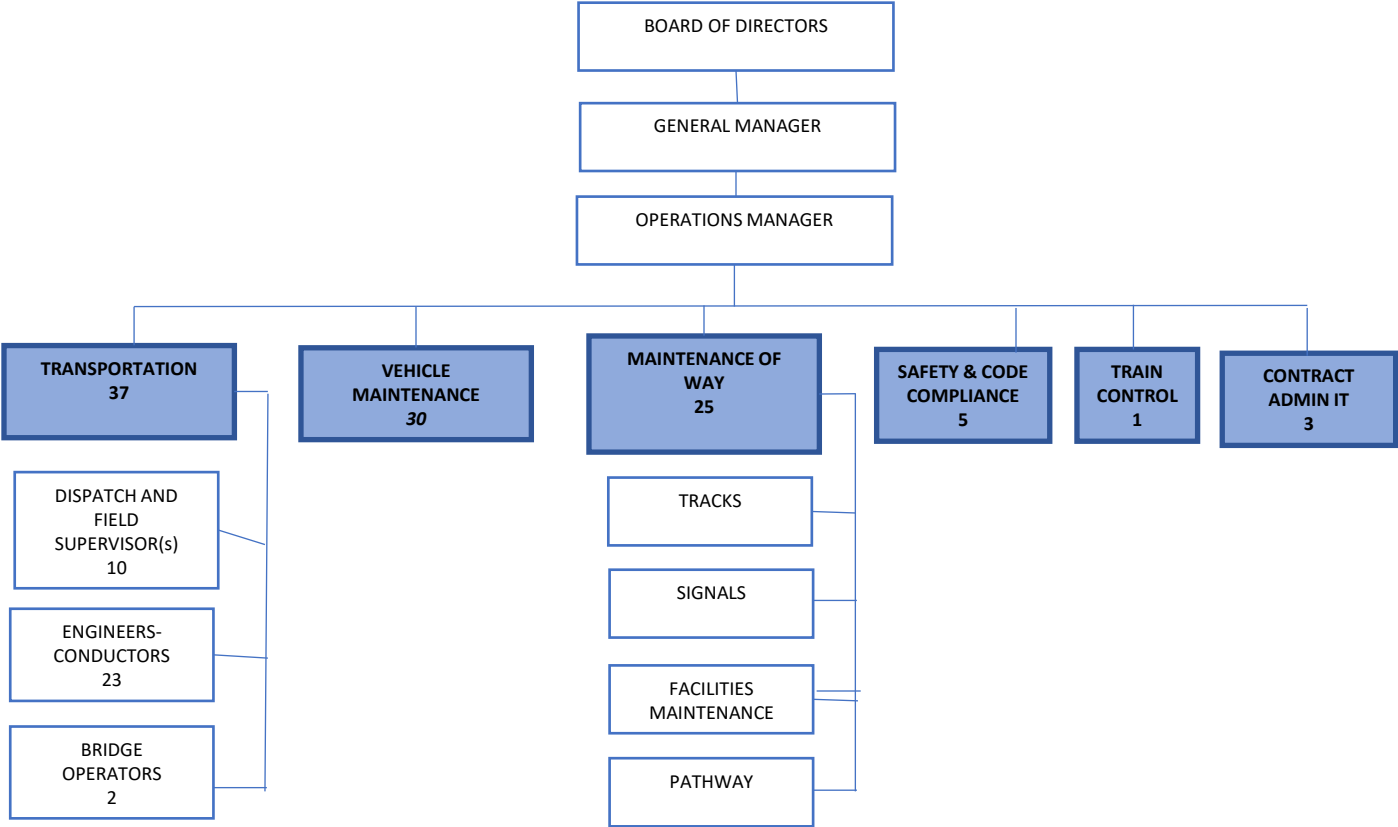 BOARD OF DIRECTORS
GENERAL MANAGER
OPERATIONS MANAGER
TRANSPORTATION
37
VEHICLE
MAINTENANCE
30
MAINTENANCE OF
WAY
25
SAFETY & CODE
COMPLIANCE
5
TRAIN
CONTROL
1
CONTRACT
ADMIN IT
3
DISPATCH AND
FIELD
SUPERVISOR(s)
10
ENGINEERS-
CONDUCTORS
23
BRIDGE
OPERATORS
2
TRACKS
SIGNALS
FACILITIES
MAINTENANCE
PATHWAY